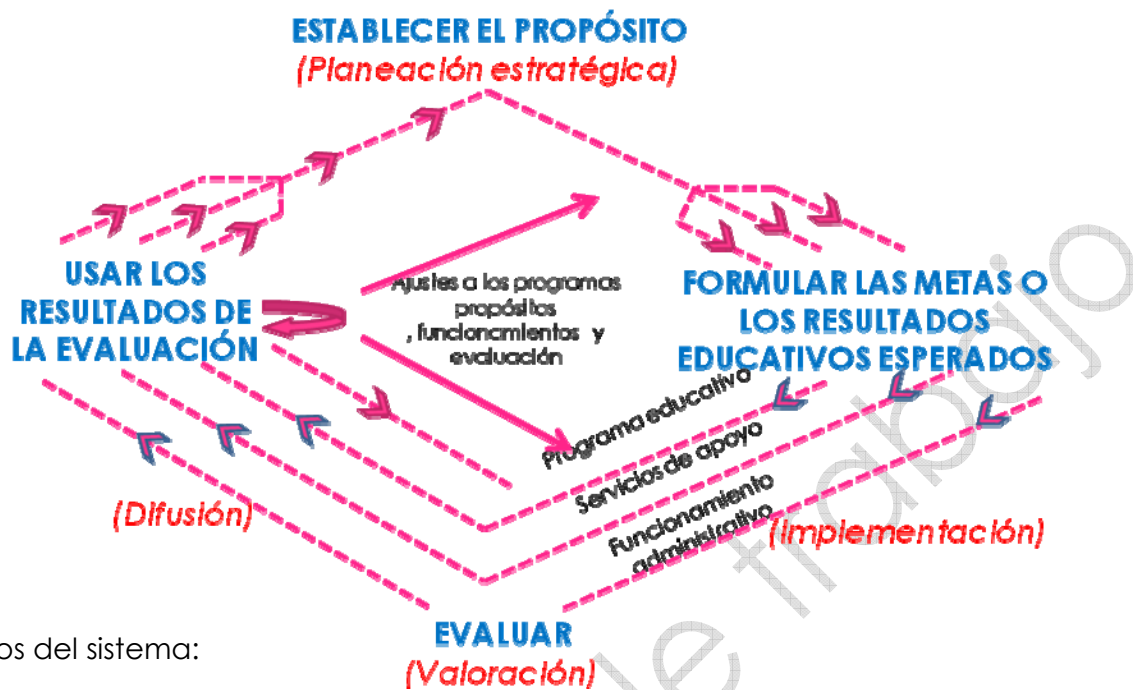 ESTABLECER EL PROPÓSITO
(Planeación estratégica)
USAR LOS
RESULTADOS DE
LA EVALUACIÓN
Ajustes a los programas
propósitos
, funcionamientos y
evaluación
FORMULAR LAS METAS O
LOS RESULTADOS
EDUCATIVOS ESPERADOS
Programa educativo
Servicios de apoyo
Funcionamiento
administrativo
(Difusión)
(Implementación)
EVALUAR
(Valoración)
os del sistema:
de trabajo